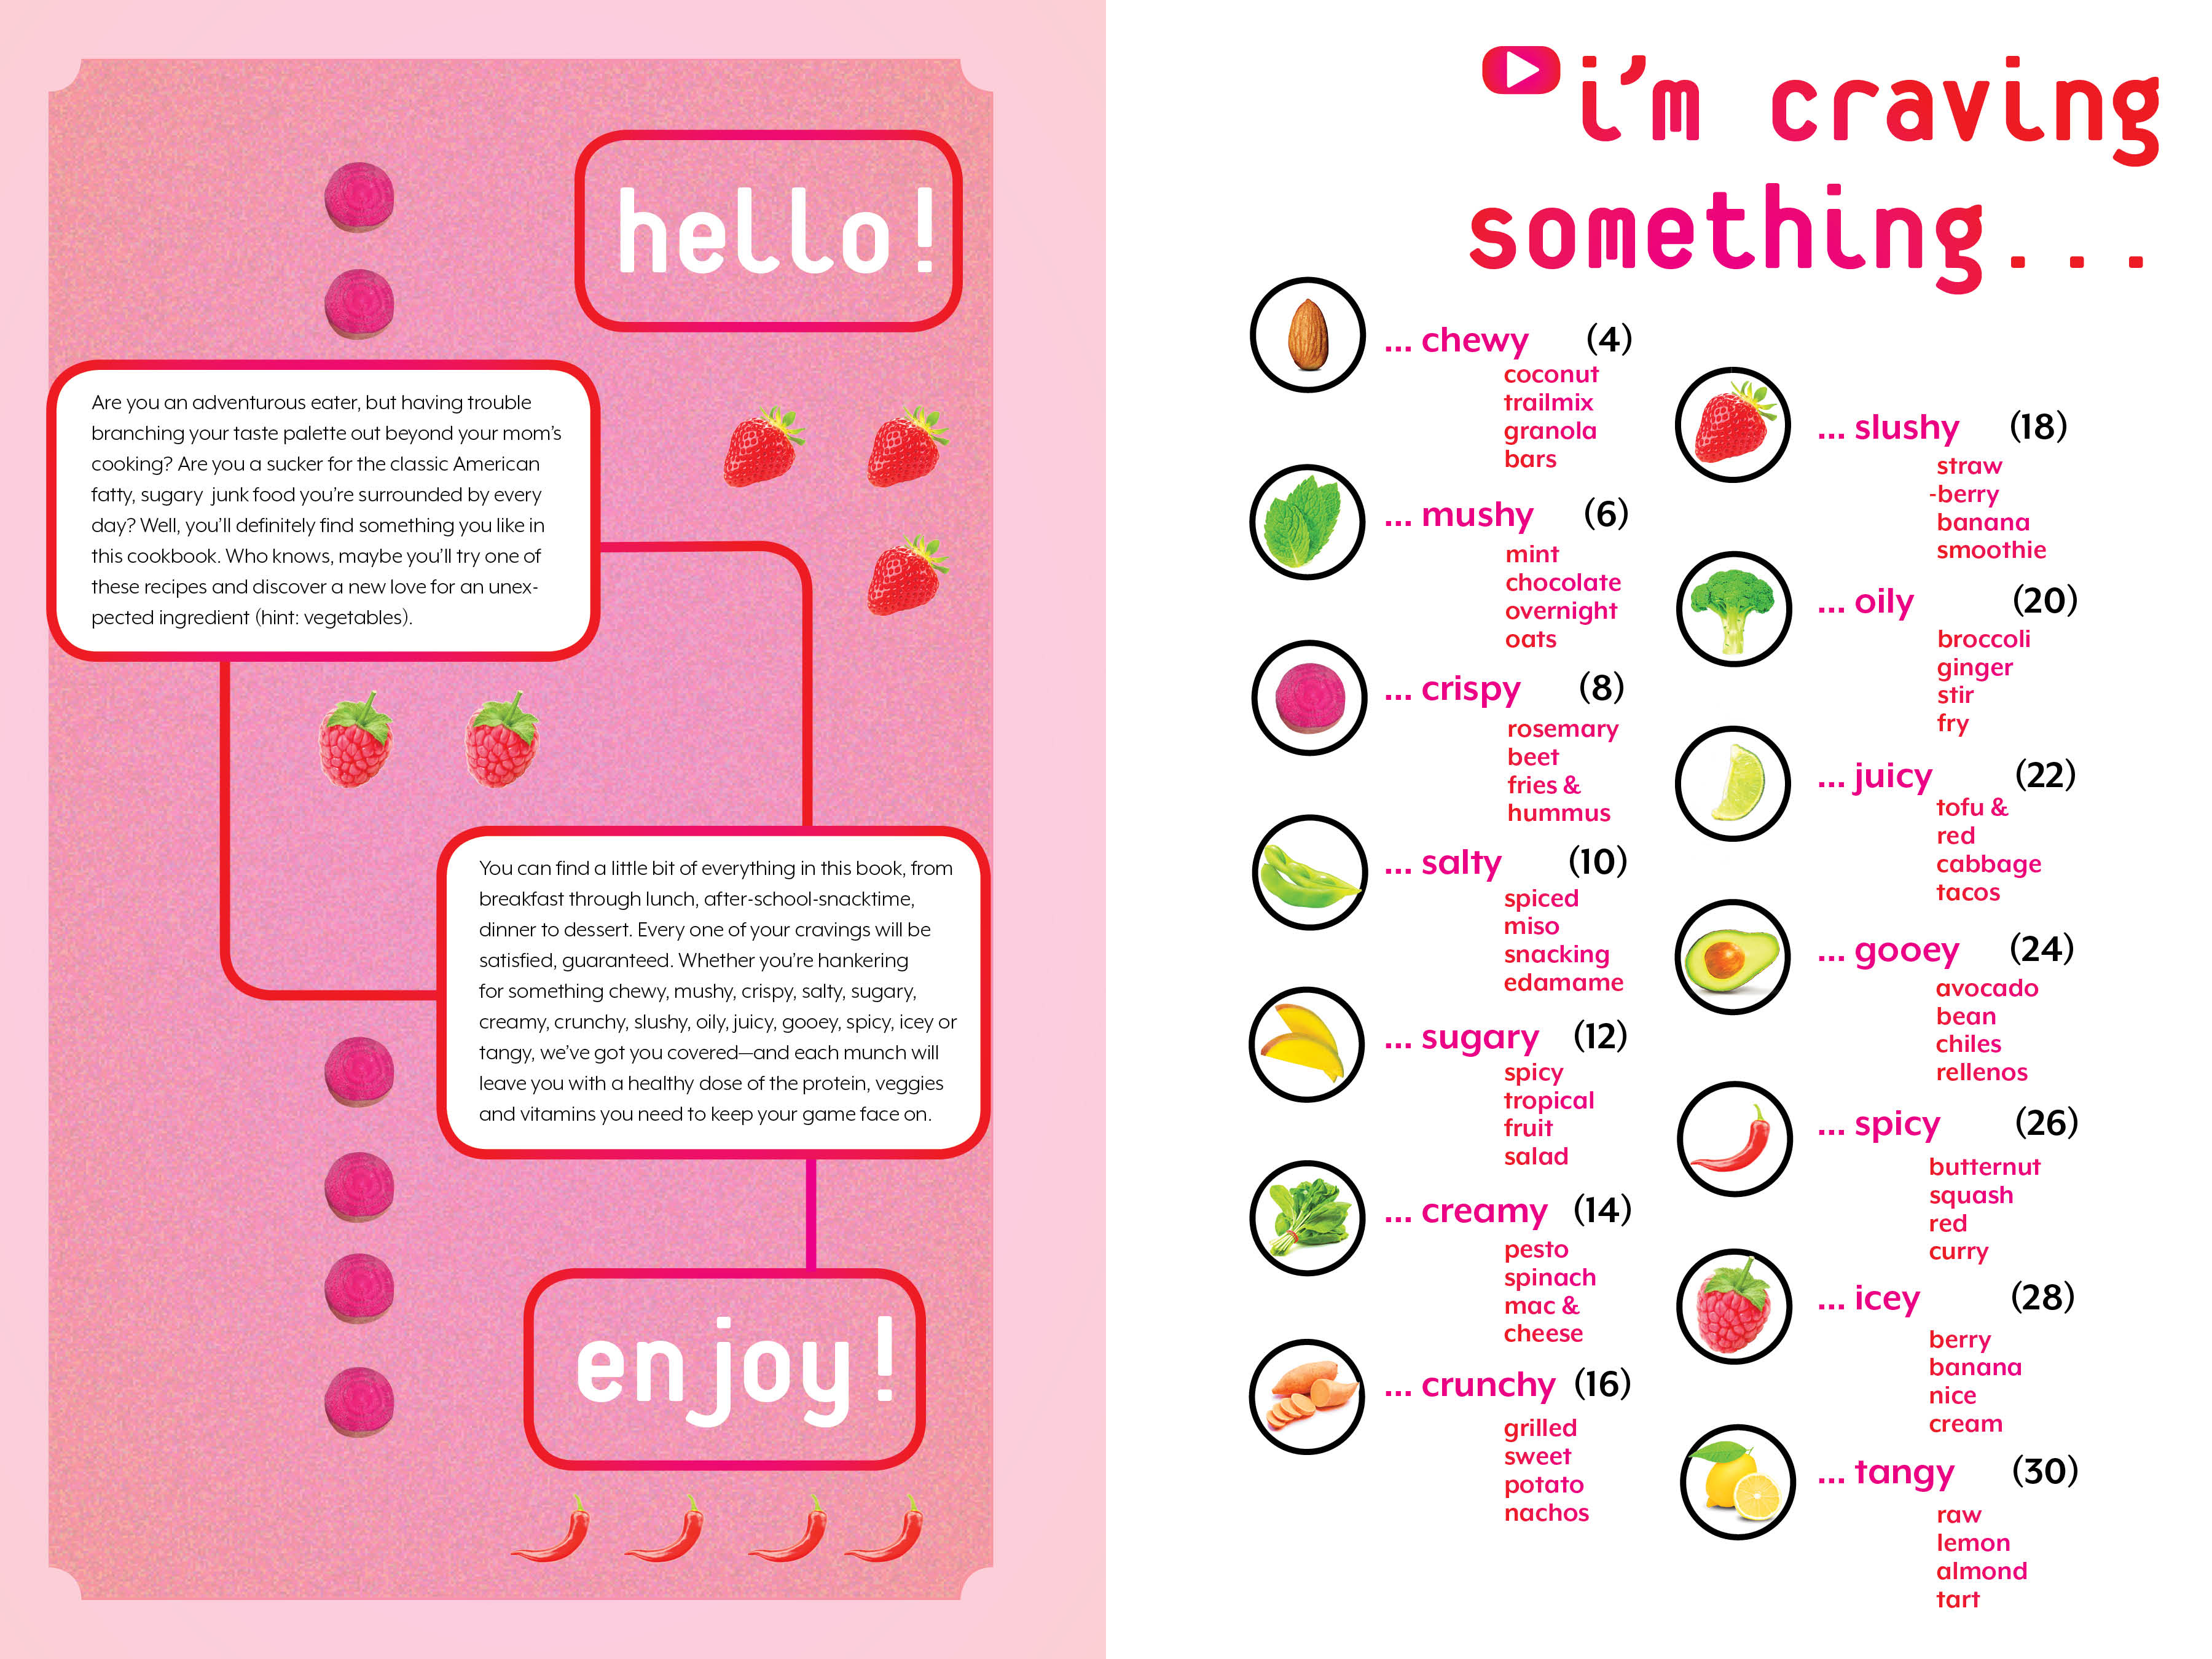 hello!
Are you an adventurous eater, but having trouble
branching your taste palette out beyond your mom's
cooking? Are you a sucker for the classic American
fatty, sugary  junk food you're surrounded by every
day? Well, you'll definitely find something you like in
this cookbook. Who knows, maybe you'll try one of
these recipes and discover a new love for an unex-
pected ingredient (hint: vegetables).
You can find a little bit of everything in this book, from
breakfast through lunch, after-school-snacktime,
dinner to dessert. Every one of your cravings will be
satisfied, guaranteed. Whether you're hankering
for something chewy, mushy, crispy, salty, sugary,
creamy, crunchy, slushy, oily, juicy, gooey, spicy, icey or
tangy, we've got you covered—and each munch will
leave you with a healthy dose of the protein, veggies
and vitamins you need to keep your game face on.
enjoy!
i'm craving
something...
... chewy (4)
coconut
trailmix
granola
bars
... mushy (6)
mint
chocolate
overnight
oats
... crispy (8)
rosemary
beet
fries &
hummus
... salty (10)
spiced
miso
snacking
edamame
... sugary (12)
spicy
tropical
fruit
salad
... creamy (14)
pesto
spinach
mac &
cheese
... crunchy (16)
grilled
sweet
potato
nachos
... slushy (18)
straw
-berry
banana
smoothie
... oily (20)
broccoli
ginger
stir
fry
... juicy (22)
tofu &
red
cabbage
tacos
... gooey (24)
avocado
bean
chiles
rellenos
... spicy (26)
butternut
squash
red
curry
... icey (28)
berry
banana
nice
cream
... tangy (30)
raw
lemon
almond
tart